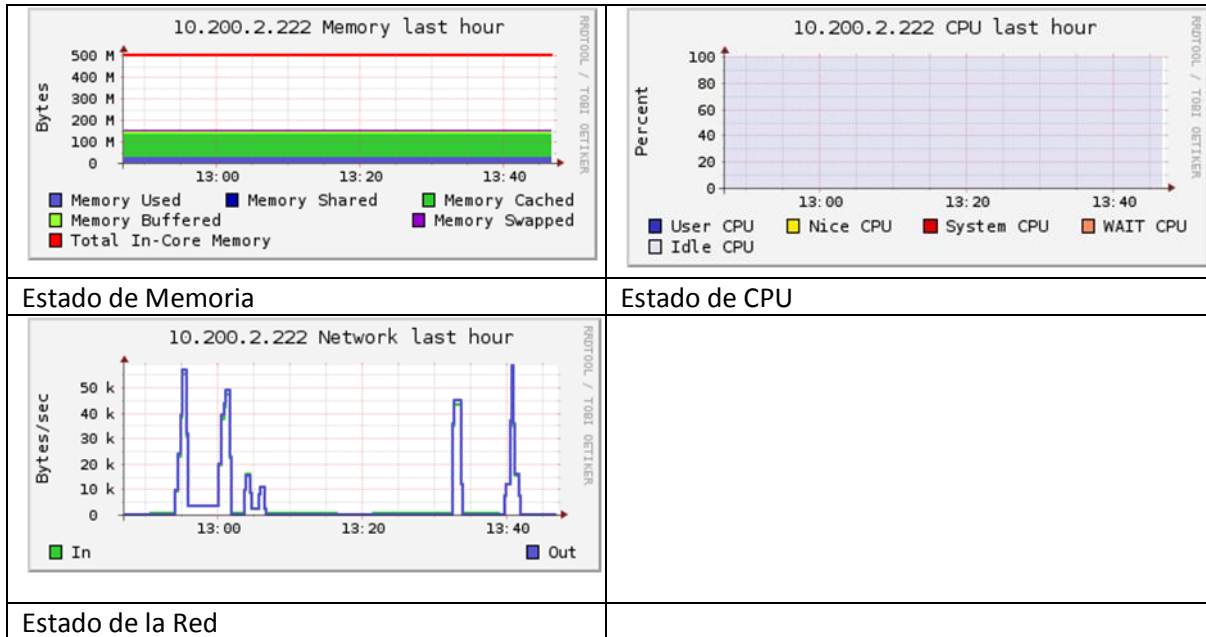 10.200.2.222 Memory last hour
RRDTOOL / TOBI OETIKER
Bytes
500 M
400 M
300 M
200 M
100 M
0
13:00 13:20 13:40
Memory Used Memory Shared Memory Cached
Memory Buffered Memory Swapped
Total In-Core Memory
10.200.2.222 CPU last hour
RRDTOOL / TOBI OETIKER
Percent
100
80
60
40
20
0
13:00 13:20 13:40
User CPU Nice CPU System CPU WAIT CPU
Idle CPU
Estado de Memoria
Estado de CPU
10.200.2.222 Network last hour
RRDTOOL / TOBI OETIKER
Bytes/sec
50 k
40 k
30 k
20 k
10 k
0
13:00 13:20 13:40
In Out
Estado de la Red